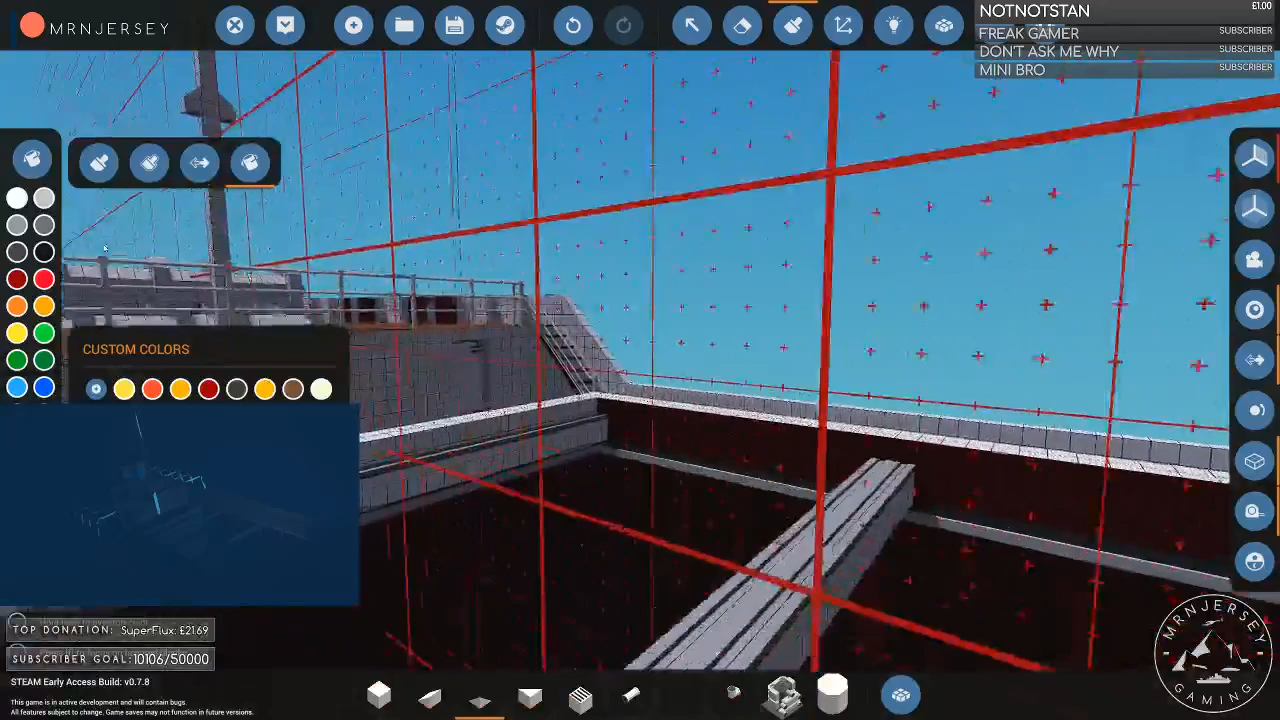 MRNJERSEY
NOTNOTSTAN £1.00
FREAK GAMER SUBSCRIBER
DON'T ASK ME WHY SUBSCRIBER
MINI BRO SUBSCRIBER
CUSTOM COLORS
TOP DONATION: SuperFlux: £21.69
SUBSCRIBER GOAL: 10106/50000
STEAM Early Access Build: v0.7.8
This game is in active development and will contain bugs.
All features subject to change. Game saves may not function in future versions.
MRNJERSEY
GAMING